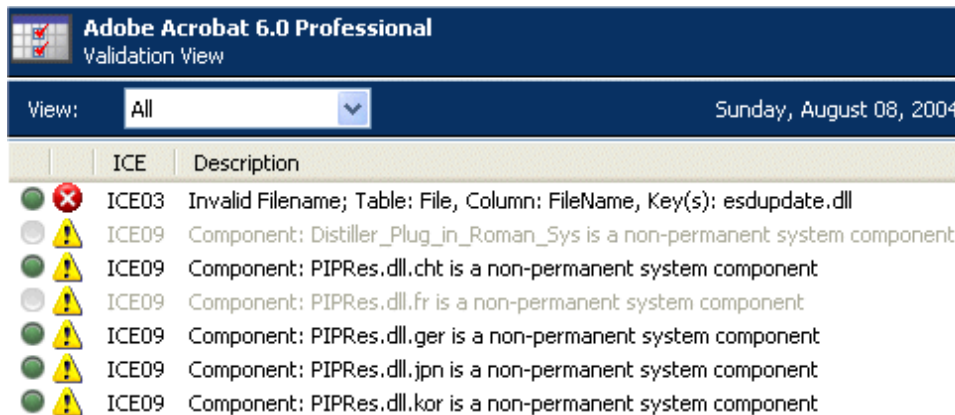 Adobe Acrobat 6.0 Professional
Validation View
View: All Sunday, August 08, 2004
ICE Description
ICE03 Invalid Filename; Table: File, Column: FileName, Key(s): esdupdate.dll
ICE09 Component: Distiller_Plug_in_Roman_Sys is a non-permanent system component
ICE09 Component: PIPRes.dll.cht is a non-permanent system component
ICE09 Component: PIPRes.dll.fr is a non-permanent system component
ICE09 Component: PIPRes.dll.ger is a non-permanent system component
ICE09 Component: PIPRes.dll.jpn is a non-permanent system component
ICE09 Component: PIPRes.dll.kor is a non-permanent system component